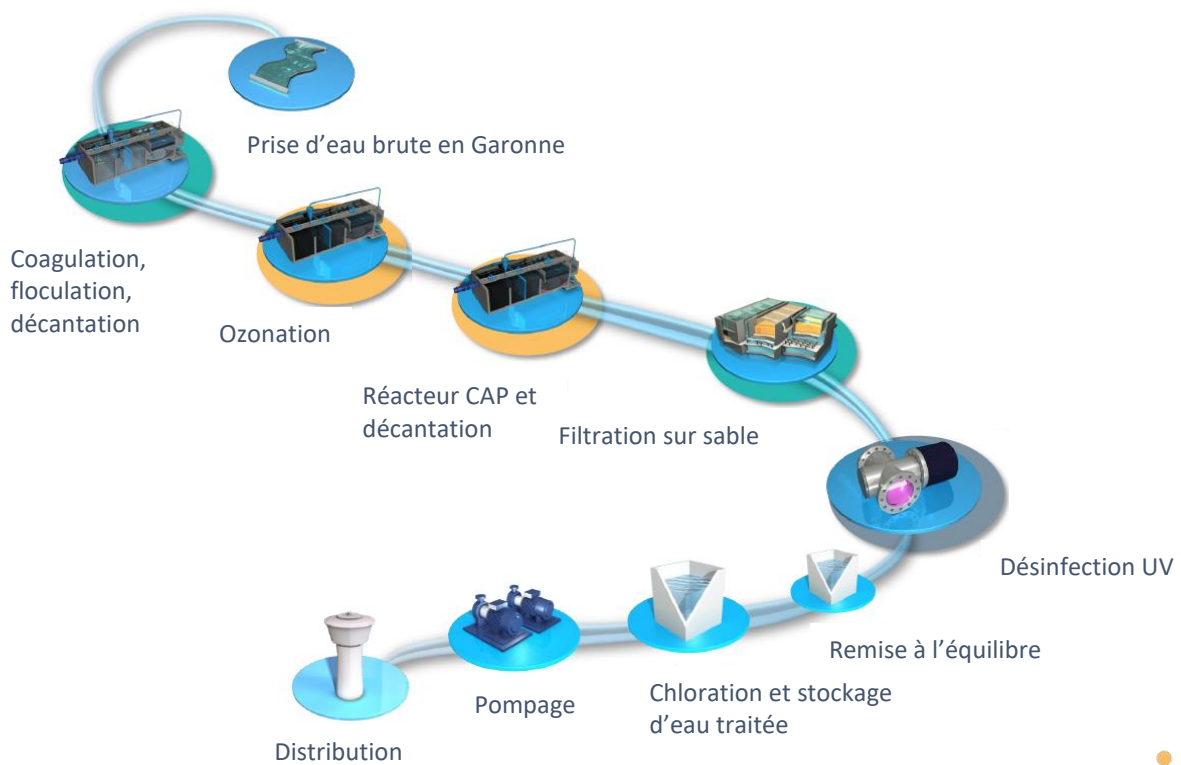 Prise d’eau brute en Garonne
Coagulation,
floculation,
décantation
Ozonation
Réacteur CAP et
décantation
Filtration sur sable
Désinfection UV
Remise à l’équilibre
Chloration et stockage
d’eau traitée
Pompage
Distribution